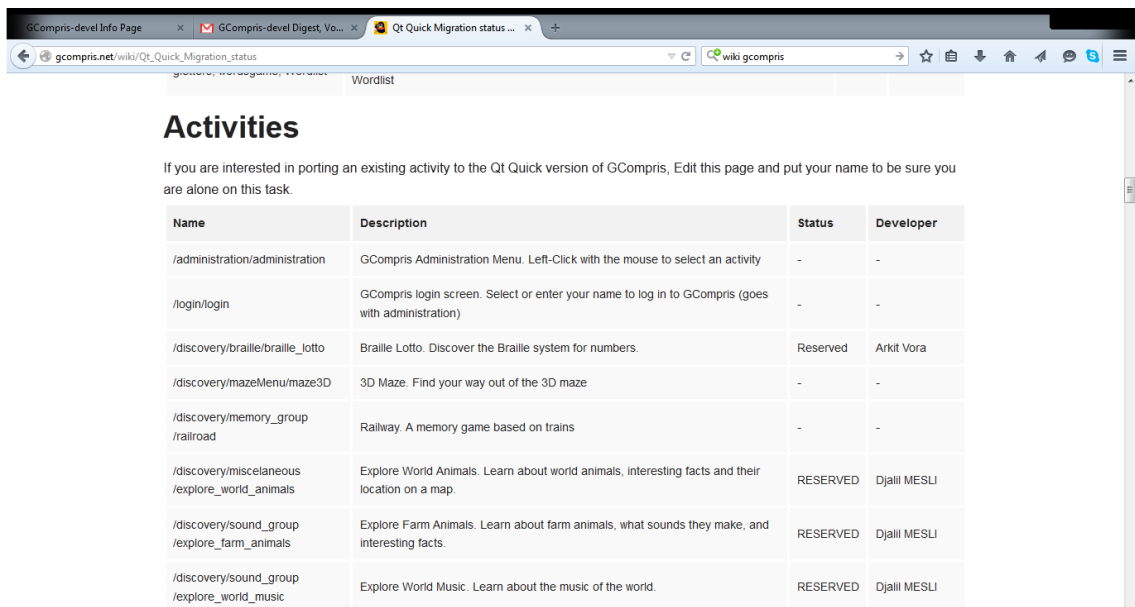 GCompris-devel Info Page × GCompris-devel Digest, Vo... × Qt Quick Migration status ... × +
gcompris.net/wiki/Qt_Quick_Migration_status wiki gcompris
Wordlist
Activities
If you are interested in porting an existing activity to the Qt Quick version of GCompris, Edit this page and put your name to be sure you
are alone on this task.
Name Description Status Developer
/administration/administration GCompris Administration Menu. Left-Click with the mouse to select an activity - -
/login/login GCompris login screen. Select or enter your name to log in to GCompris (goes
with administration) - -
/discovery/braille/braille_lotto Braille Lotto. Discover the Braille system for numbers. Reserved Arkit Vora
/discovery/mazeMenu/maze3D 3D Maze. Find your way out of the 3D maze - -
/discovery/memory_group
/railroad Railway. A memory game based on trains - -
/discovery/miscelaneous
/explore_world_animals Explore World Animals. Learn about world animals, interesting facts and their
location on a map. RESERVED Djalil MESLI
/discovery/sound_group
/explore_farm_animals Explore Farm Animals. Learn about farm animals, what sounds they make, and
interesting facts. RESERVED Djalil MESLI
/discovery/sound_group
/explore_world_music Explore World Music. Learn about the music of the world. RESERVED Djalil MESLI